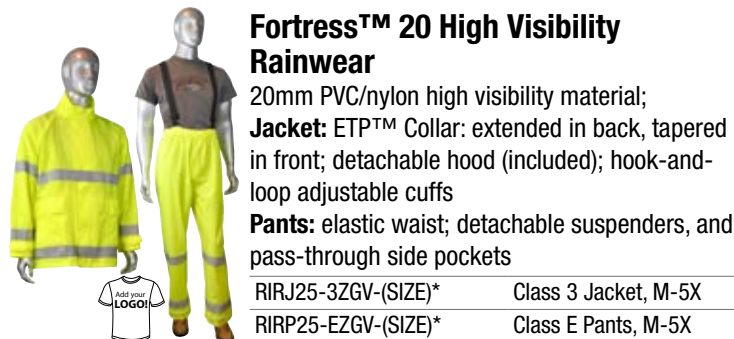 Fortress™ 20 High Visibility
Rainwear
20mm PVC/nylon high visibility material;
Jacket: ETP™ Collar: extended in back, tapered
in front; detachable hood (included); hook-and-
loop adjustable cuffs
Pants: elastic waist; detachable suspenders, and
pass-through side pockets
RIRJ25-3ZGV-(SIZE)* Class 3 Jacket, M-5X
RIRP25-EZGV-(SIZE)* Class E Pants, M-5X
Add your
LOGO!